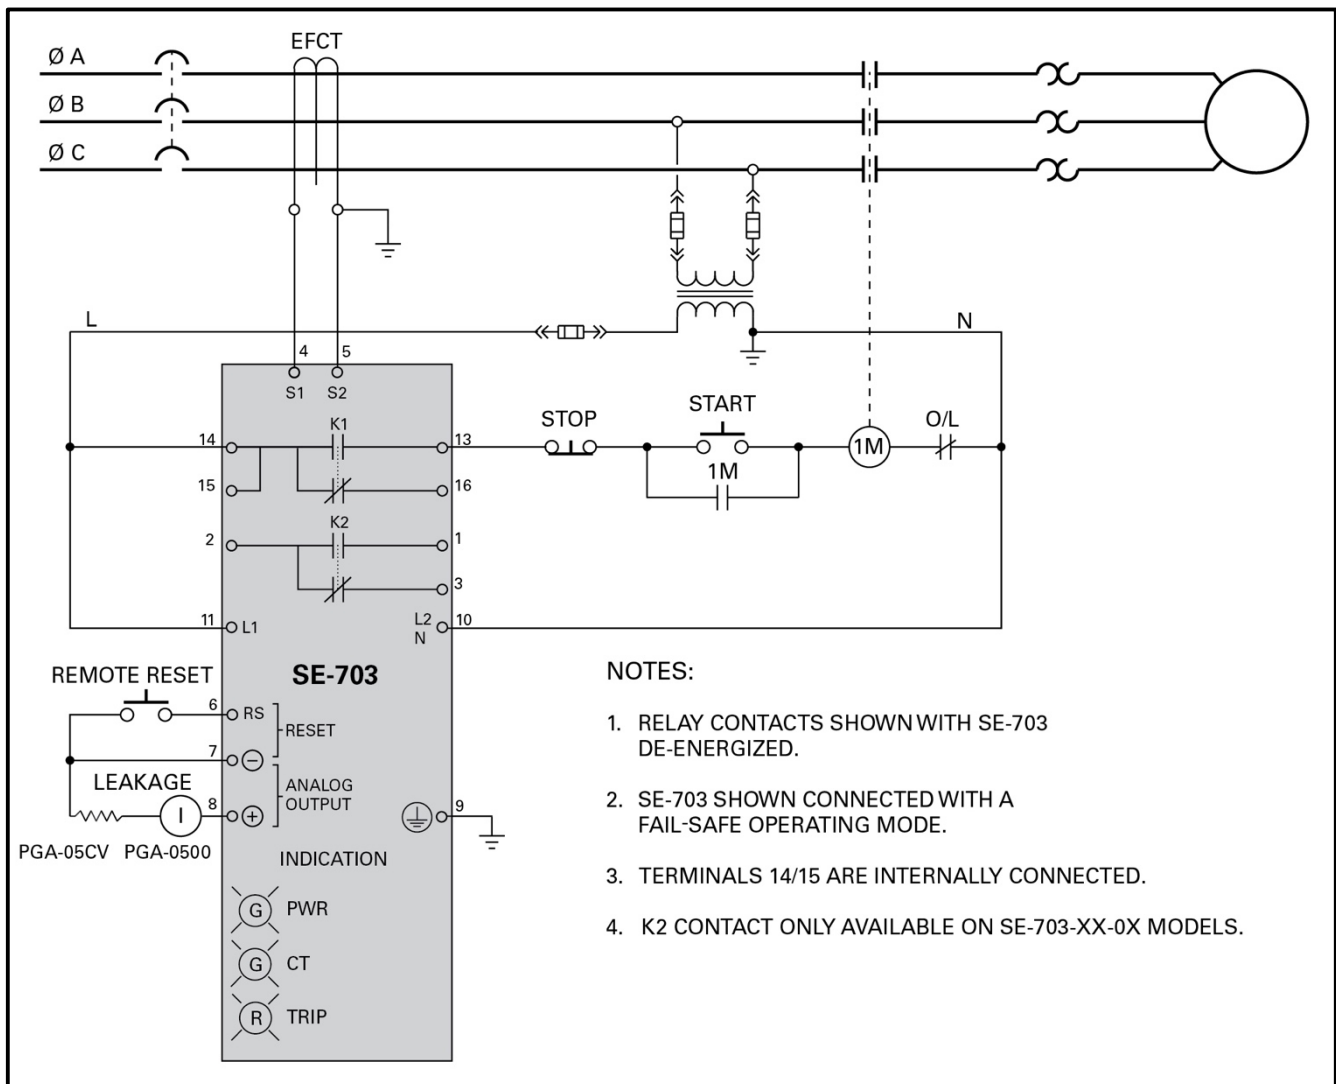 EFCT
Ø A
Ø B
Ø C
L
N
4
5
S1
S2
K1
14
13
STOP
START
1M
O/L
1M
15
16
K2
2
1
3
11
L1
L2
N
10
SE-703
REMOTE RESET
6
RS
RESET
7
−
LEAKAGE
ANALOG
OUTPUT
8
I
+
9
PGA-05CV
PGA-0500
INDICATION
G
PWR
G
CT
R
TRIP
NOTES:
1. RELAY CONTACTS SHOWN WITH SE-703
DE-ENERGIZED.
2. SE-703 SHOWN CONNECTED WITH A
FAIL-SAFE OPERATING MODE.
3. TERMINALS 14/15 ARE INTERNALLY CONNECTED.
4. K2 CONTACT ONLY AVAILABLE ON SE-703-XX-0X MODELS.